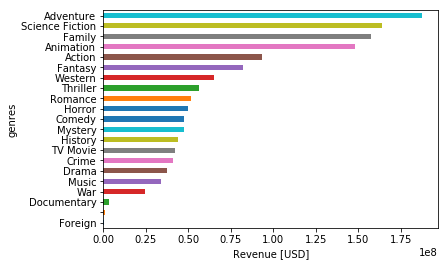 genres
Adventure
Science Fiction
Family
Animation
Action
Fantasy
Western
Thriller
Romance
Horror
Comedy
Mystery
History
TV Movie
Crime
Drama
Music
War
Documentary
Foreign
0.00 0.25 0.50 0.75 1.00 1.25 1.50 1.75
1e8
Revenue [USD]